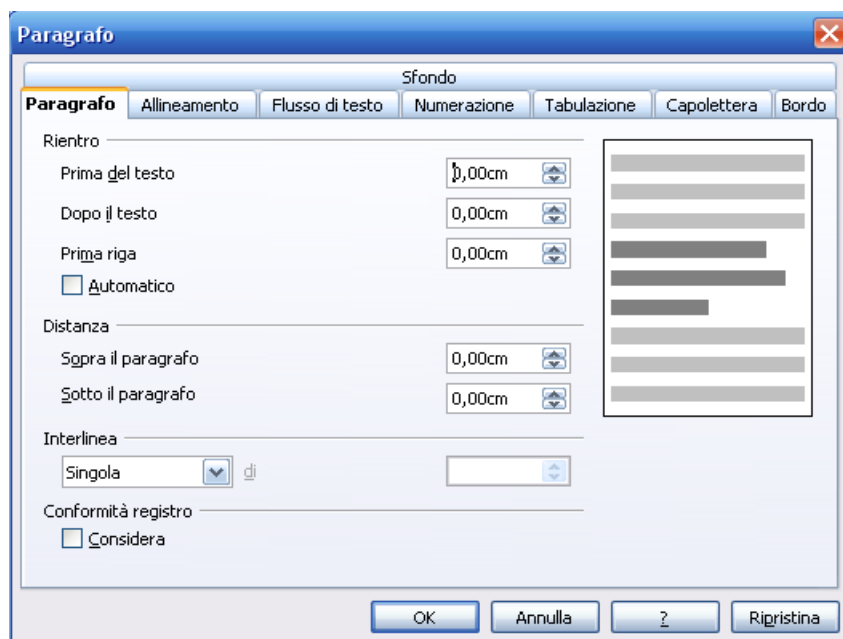 Paragrafo
Sfondo
Paragrafo Allineamento Flusso di testo Numerazione Tabulazione Capolettera Bordo
Rientro
Prima del testo 0,00cm
Dopo il testo 0,00cm
Prima riga 0,00cm
Automatico
Distanza
Sopra il paragrafo 0,00cm
Sotto il paragrafo 0,00cm
Interlinea
Singola di
Conformità registro
Considera
OK Annulla ? Ripristina